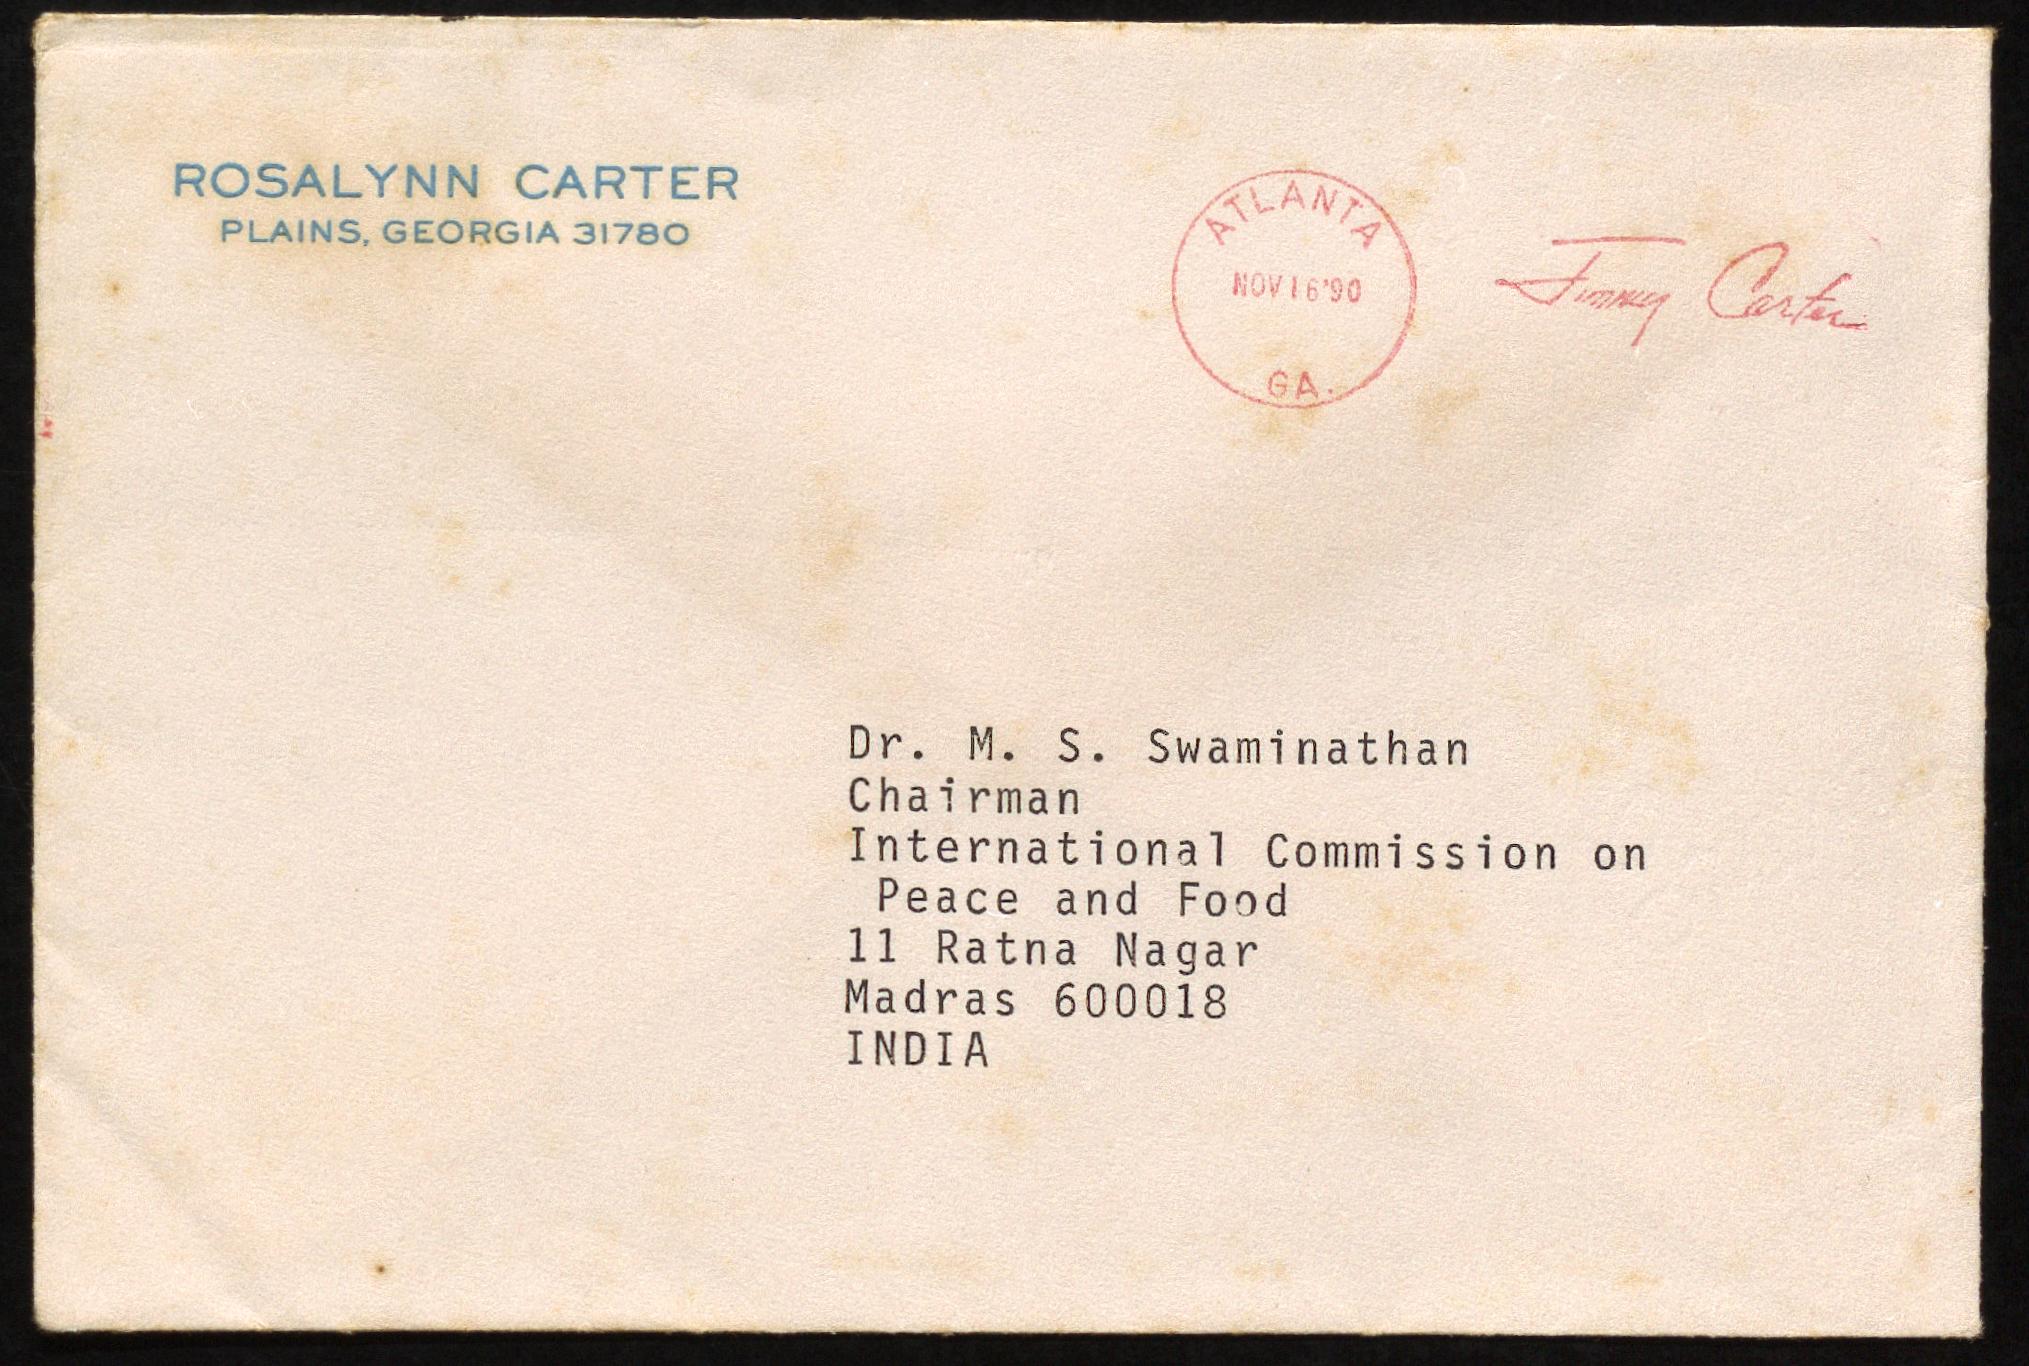 ROSALYNN CARTER
PLAINS, GEORGIA 31780
ATLANTA
NOV 16 '90
GA.
Jimmy Carter
Dr. M. S. Swaminathan
Chairman
International Commission on
Peace and Food
11 Ratna Nagar
Madras 600018
INDIA